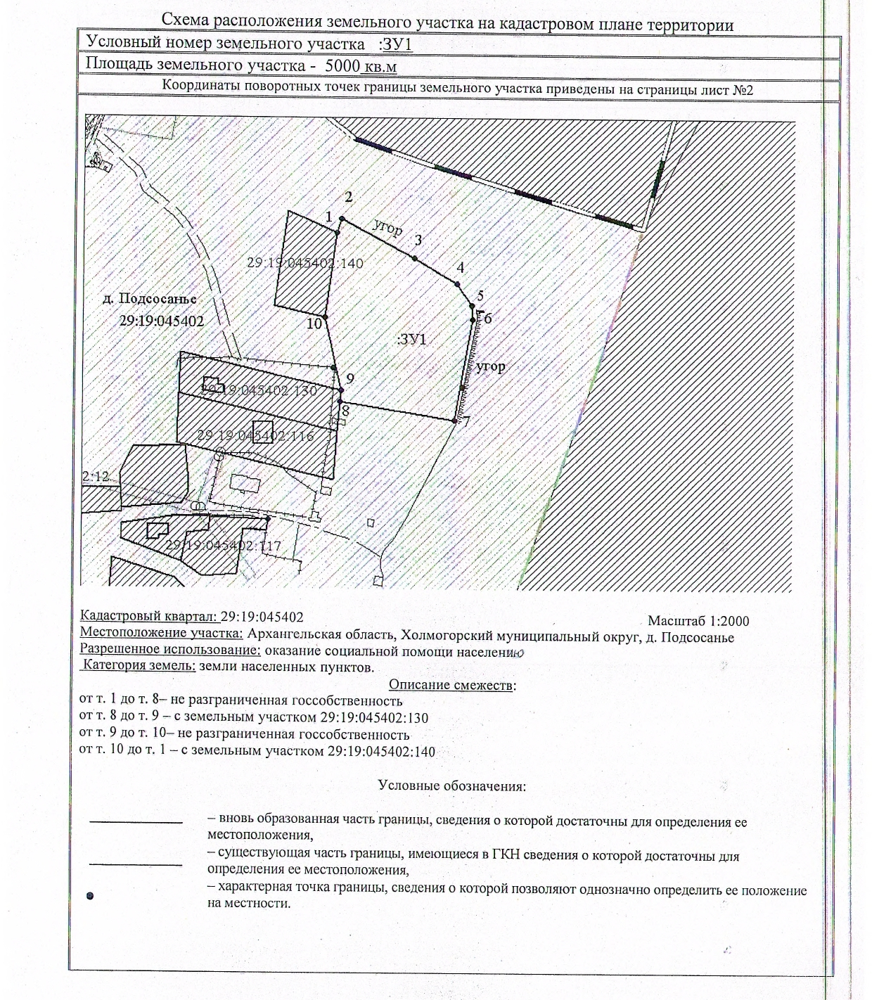 Схема расположения земельного участка на кадастровом плане территории
Условный номер земельного участка :ЗУ1
Площадь земельного участка - 5000 кв.м
Координаты поворотных точек границы земельного участка приведены на страницы лист №2
2
1
угор
3
29:19:045402:140
4
5
д. Подсосанье
29:19:045402
10
6
:ЗУ1
угор
9
29:19:045402:130
8
7
29:19:045402:116
2:12
29:19:045402:117
Кадастровый квартал: 29:19:045402
Масштаб 1:2000
Местоположение участка: Архангельская область, Холмогорский муниципальный округ, д. Подсосанье
Разрешенное использование: оказание социальной помощи населению
Категория земель: земли населенных пунктов.
Описание смежеств:
от т. 1 до т. 8– не разграниченная госсобственность
от т. 8 до т. 9 – с земельным участком 29:19:045402:130
от т. 9 до т. 10– не разграниченная госсобственность
от т. 10 до т. 1 – с земельным участком 29:19:045402:140
Условные обозначения:
– вновь образованная часть границы, сведения о которой достаточны для определения ее
местоположения,
– существующая часть границы, имеющиеся в ГКН сведения о которой достаточны для
определения ее местоположения,
– характерная точка границы, сведения о которой позволяют однозначно определить ее положение
на местности.